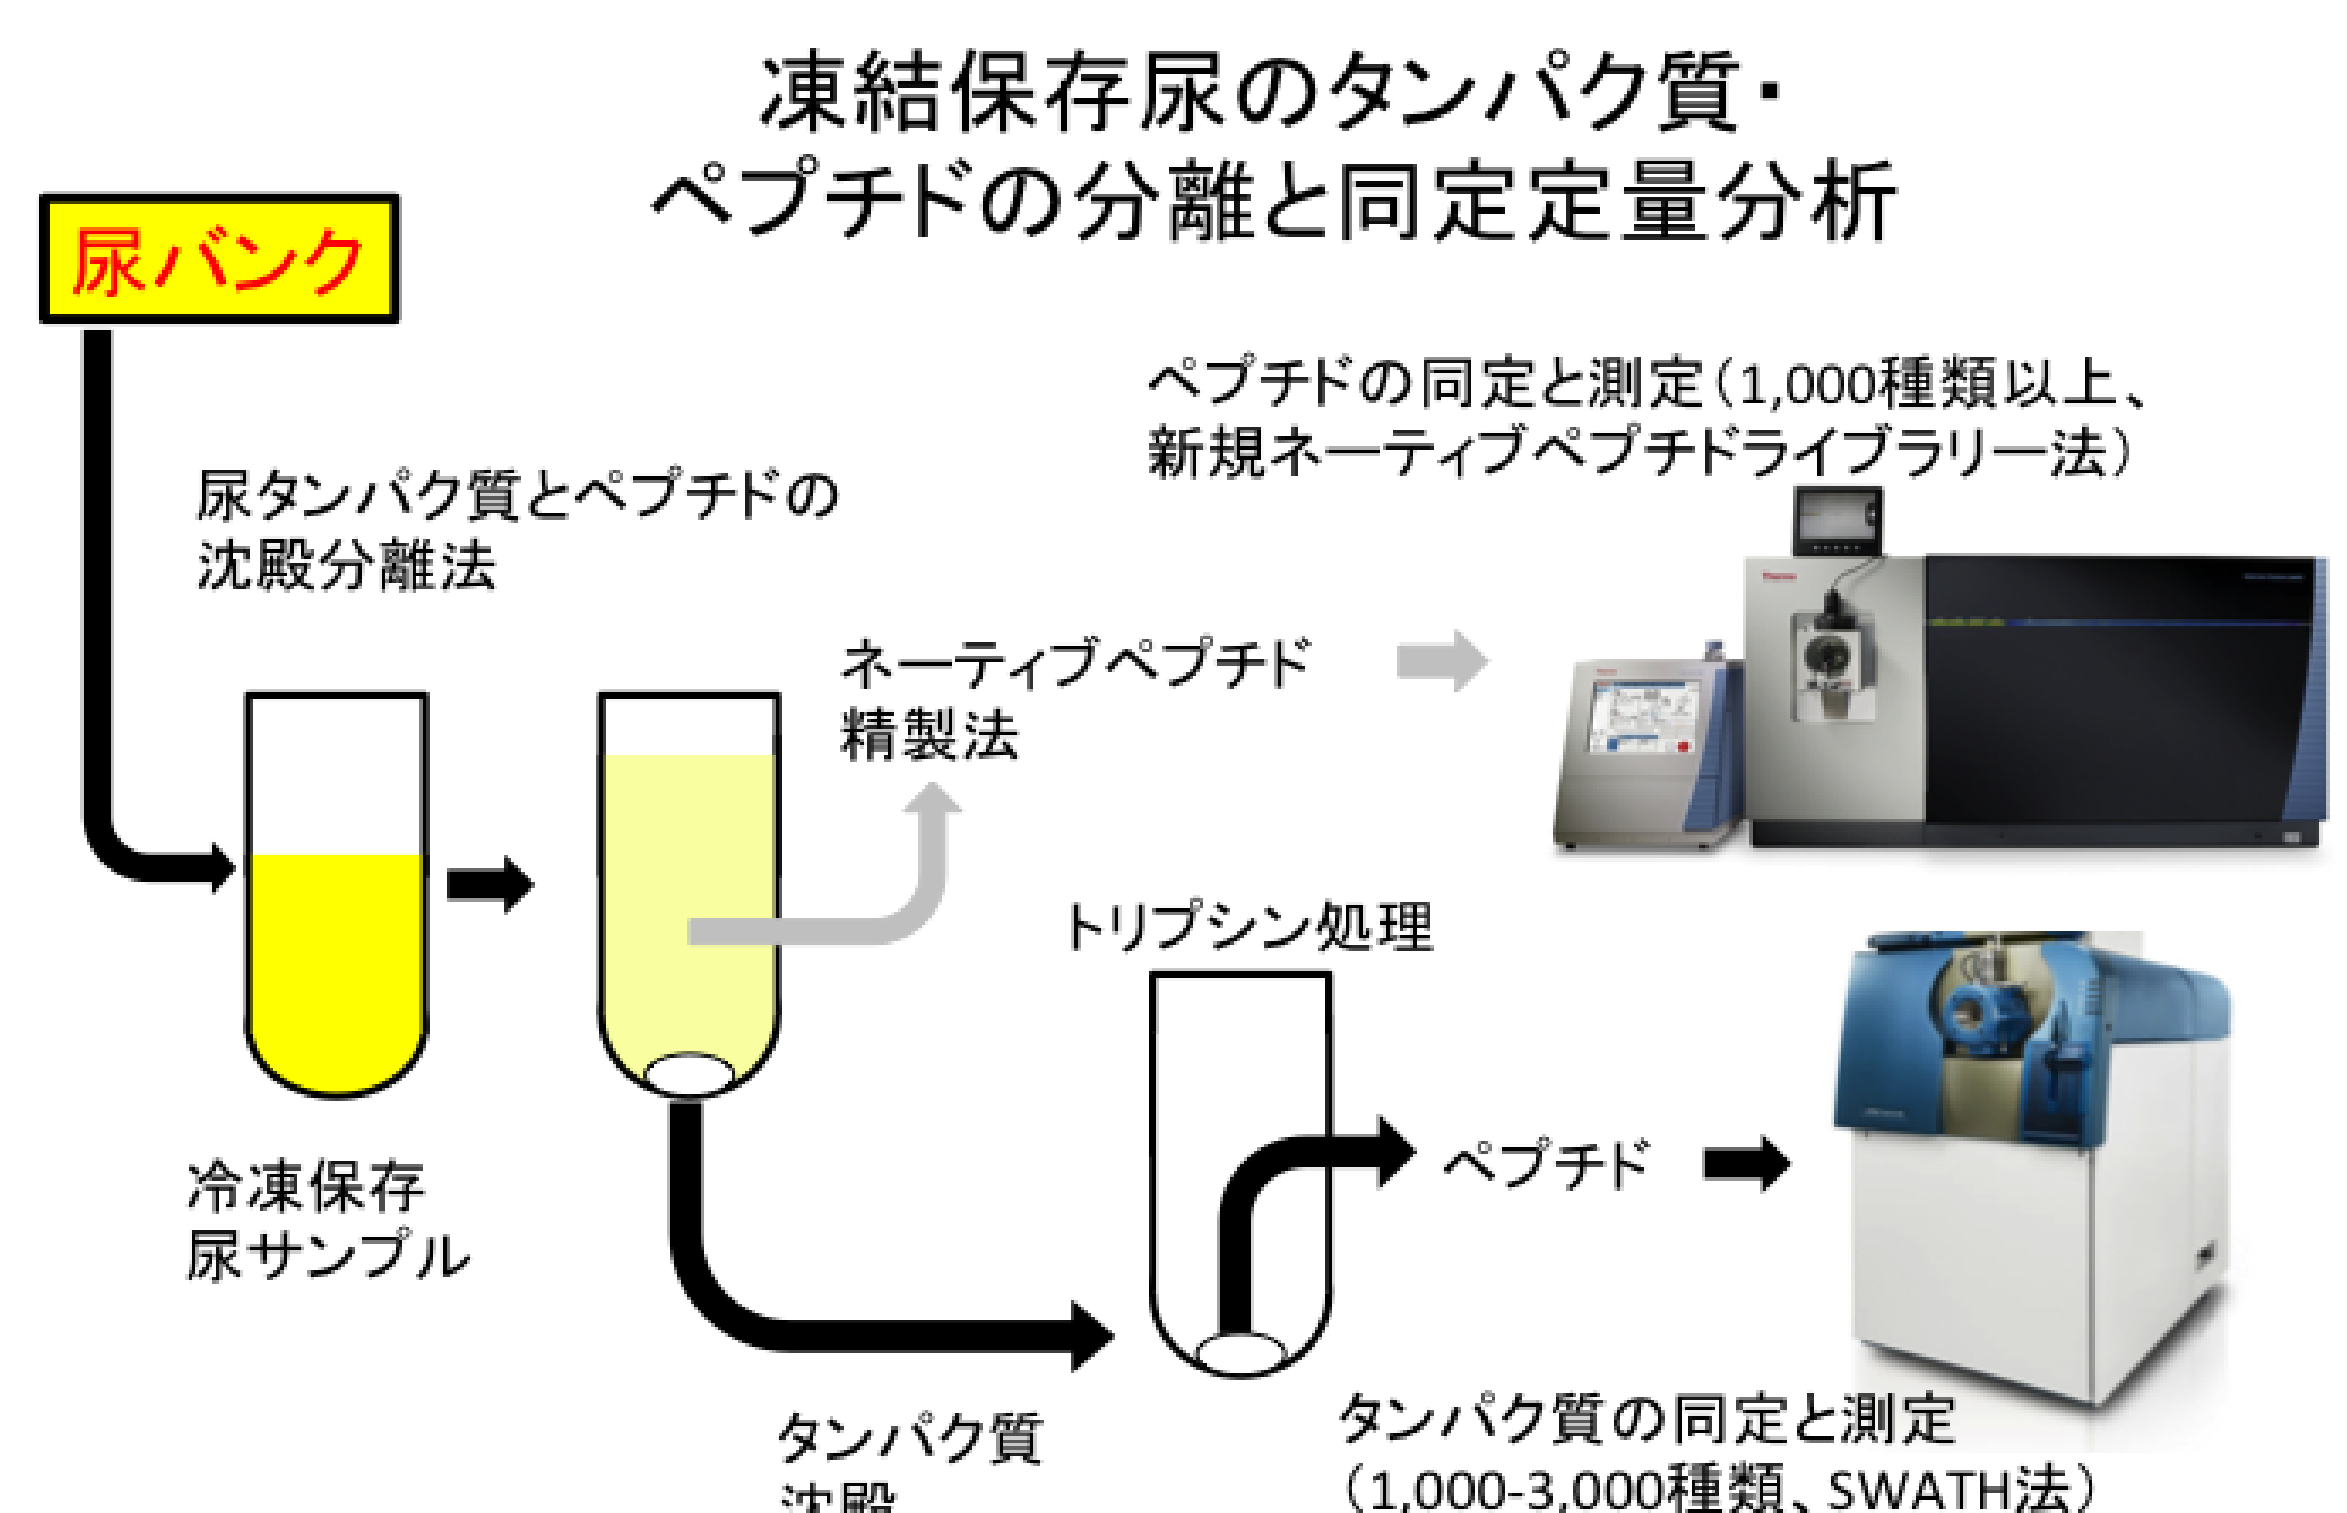 凍結保存尿のタンパク質・
ペプチドの分離と同定定量分析
尿バンク
ペプチドの同定と測定（1,000種類以上、
新規ネーティブペプチドライブラリー法）
尿タンパク質とペプチドの
沈殿分離法
ネーティブペプチド
精製法
トリプシン処理
ペプチド
冷凍保存
尿サンプル
タンパク質
沈殿
タンパク質の同定と測定
（1,000-3,000種類、SWATH法）